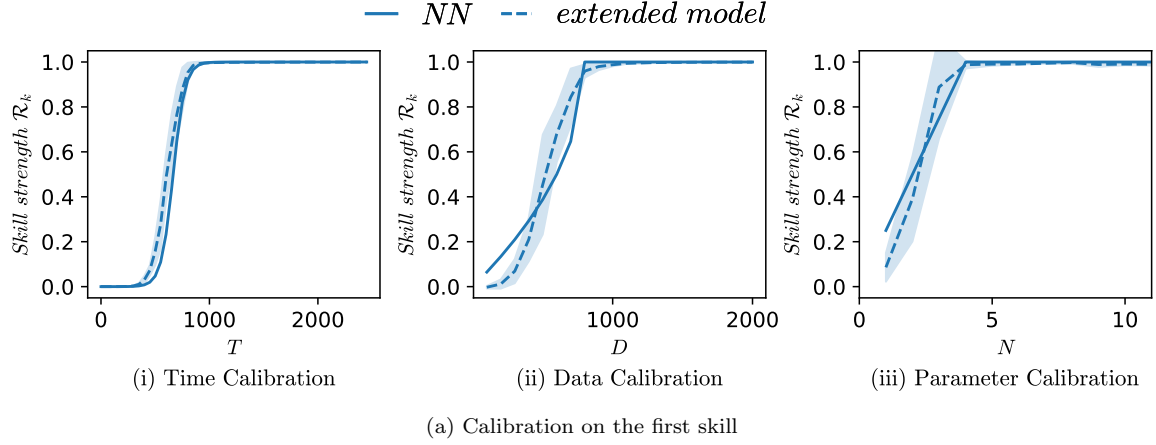 NN extended model
Skill strength R_k
1.0
0.8
0.6
0.4
0.2
0.0
0 1000 2000
T
(i) Time Calibration
Skill strength R_k
1.0
0.8
0.6
0.4
0.2
0.0
1000 2000
D
(ii) Data Calibration
Skill strength R_k
1.0
0.8
0.6
0.4
0.2
0.0
0 5 10
N
(iii) Parameter Calibration
(a) Calibration on the first skill